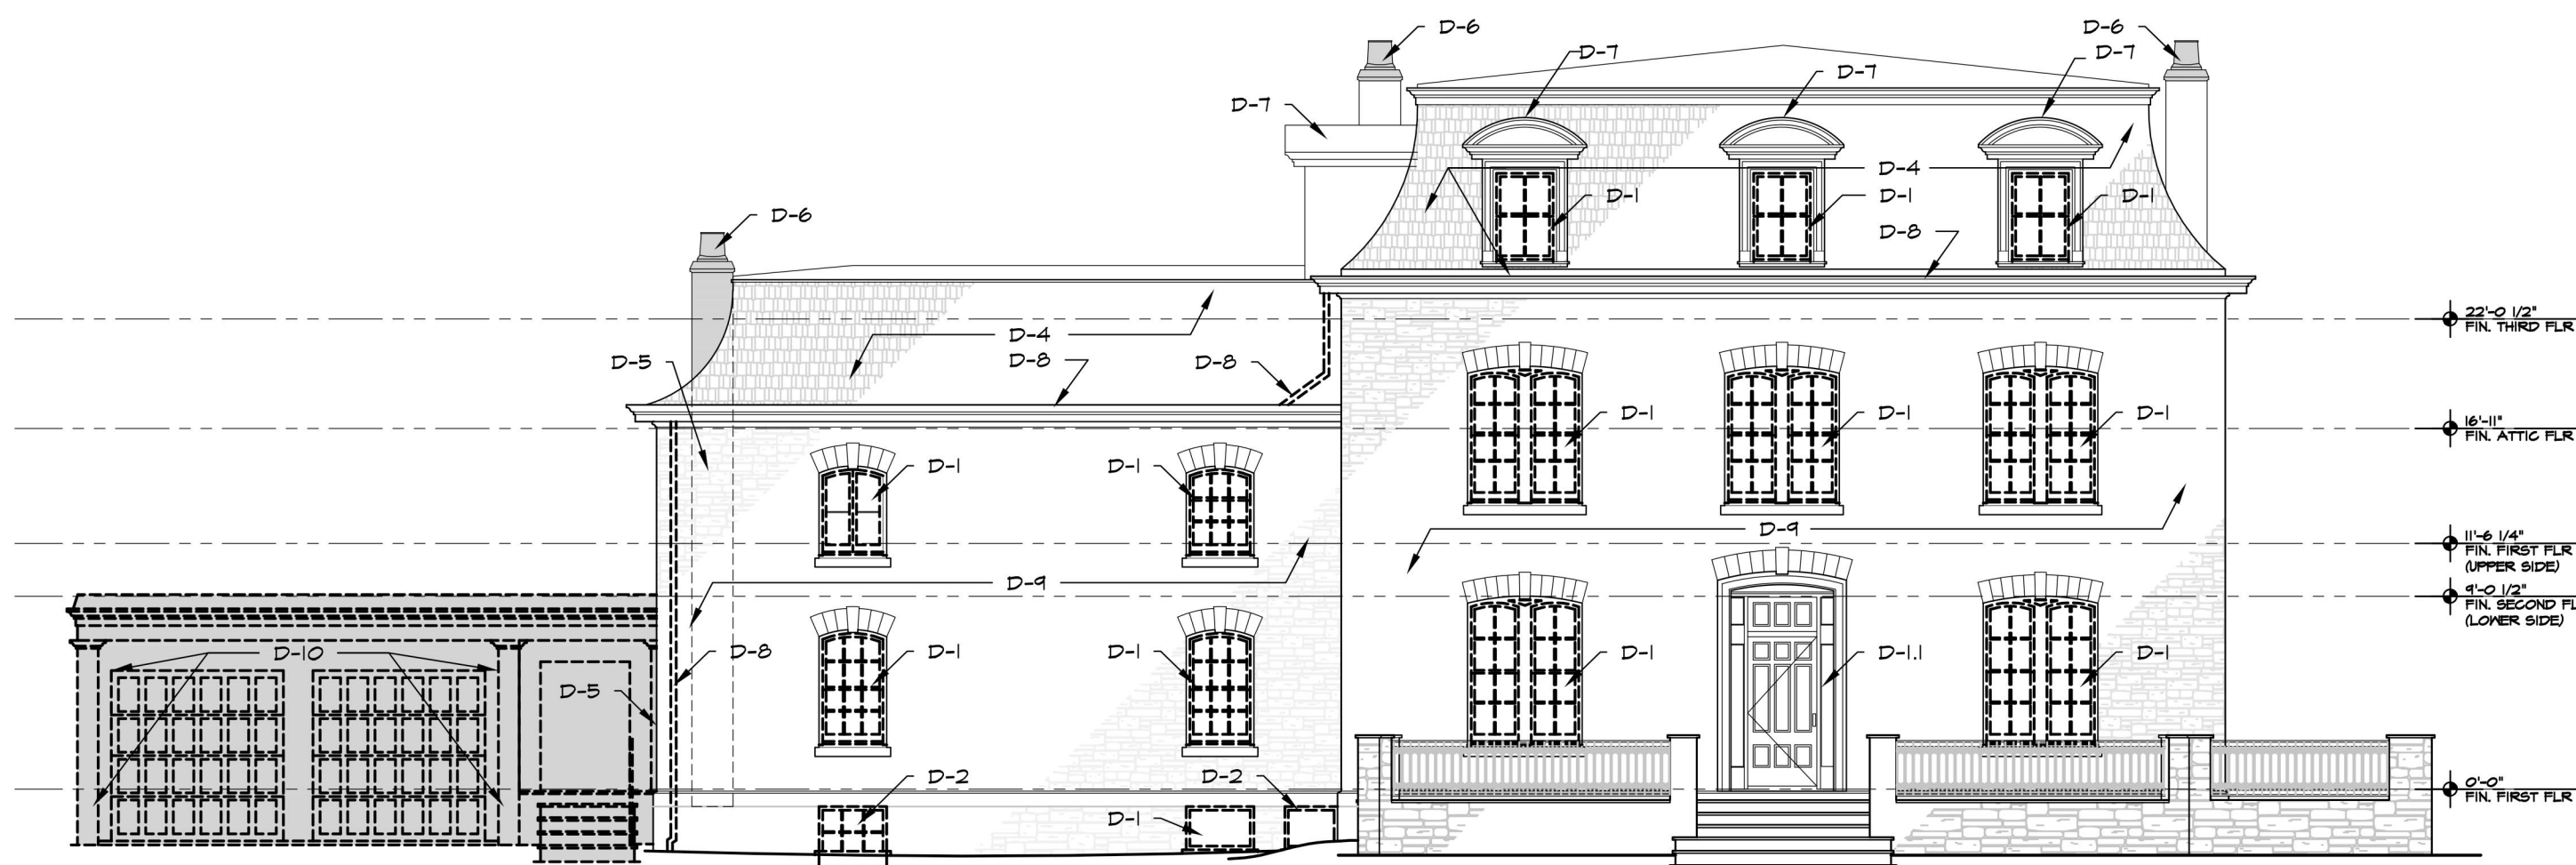 D-6
D-6
D-7
D-7
D-7
D-7
D-4
D-1
D-1
D-1
D-6
D-8
22'-0 1/2"
FIN. THIRD FLR
D-4
D-5
D-8
D-8
D-1
D-1
D-1
16'-11"
FIN. ATTIC FLR
D-1
D-1
D-9
11'-6 1/4"
FIN. FIRST FLR
(UPPER SIDE)
D-9
9'-0 1/2"
FIN. SECOND FL
(LOWER SIDE)
D-10
D-8
D-1
D-1
D-1
D-1.1
D-1
D-5
D-2
D-2
0'-0"
FIN. FIRST FLR
D-1